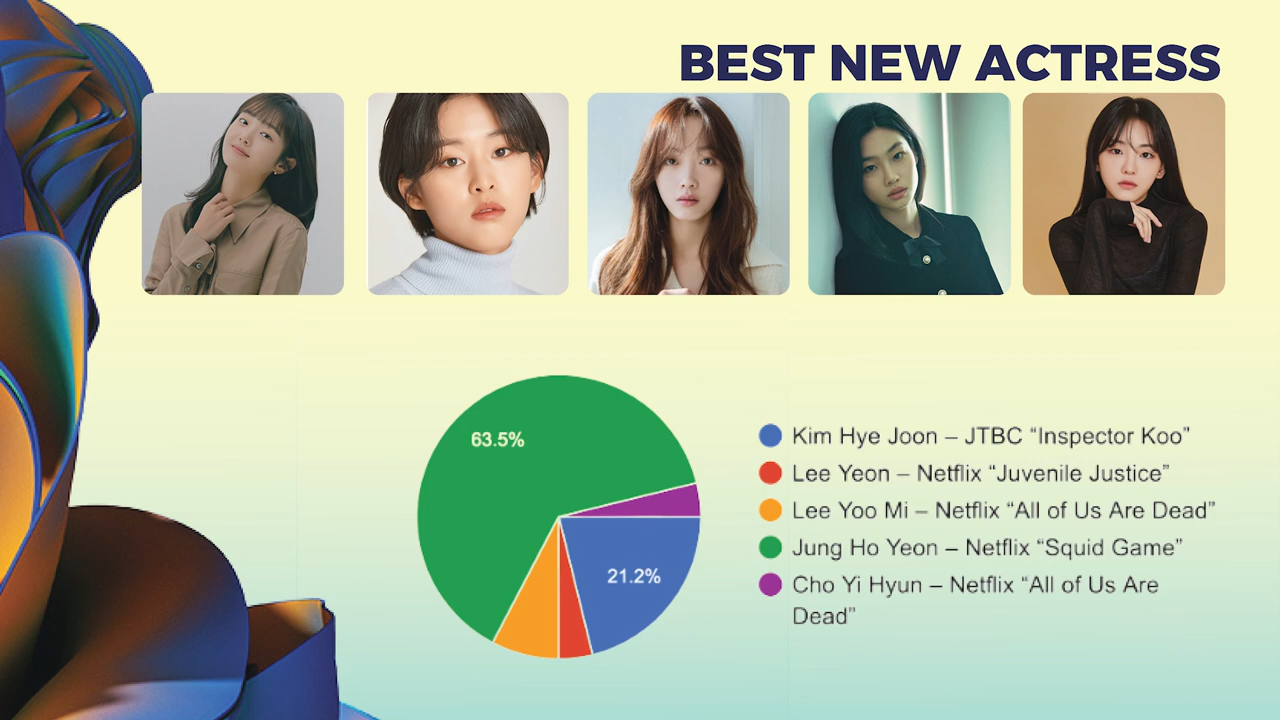 BEST NEW ACTRESS
63.5%
21.2%
Kim Hye Joon – JTBC “Inspector Koo”
Lee Yeon – Netflix “Juvenile Justice”
Lee Yoo Mi – Netflix “All of Us Are Dead”
Jung Ho Yeon – Netflix “Squid Game”
Cho Yi Hyun – Netflix “All of Us Are
Dead”